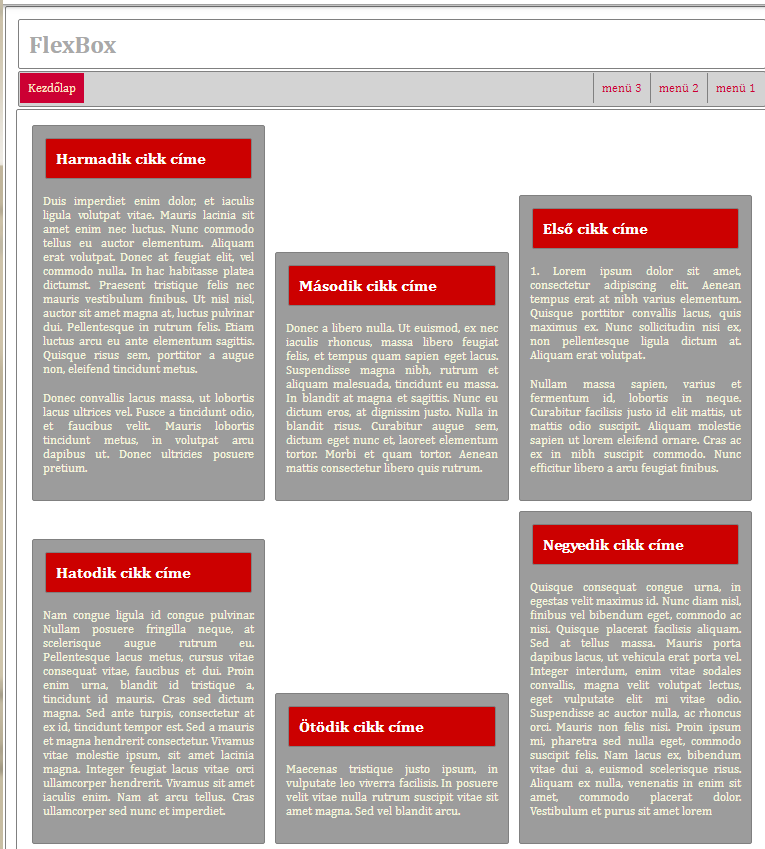 FlexBox
Kezdőlap
menü 3
menü 2
menü 1
Harmadik cikk címe
Duis imperdiet enim dolor, et iaculis
ligula volutpat vitae. Mauris lacinia sit
amet enim nec luctus. Nunc commodo
tellus eu auctor elementum. Aliquam
erat volutpat. Donec at feugiat elit, vel
commodo nulla. In hac habitasse platea
dictumst. Praesent tristique felis nec
mauris vestibulum finibus. Ut nisl nisl,
auctor sit amet magna at, luctus pulvinar
dui. Pellentesque in rutrum felis. Etiam
luctus arcu eu ante elementum sagittis.
Quisque risus sem, porttitor a augue
non, eleifend tincidunt metus.
Donec convallis lacus massa, ut lobortis
lacus ultrices vel. Fusce a tincidunt odio,
et faucibus velit. Mauris lobortis
tincidunt metus, in volutpat arcu
dapibus ut. Donec ultricies posuere
pretium.
Második cikk címe
Donec a libero nulla. Ut euismod, ex nec
iaculis rhoncus, massa libero feugiat
felis, et tempus quam sapien eget lacus.
Suspendisse magna nibh, rutrum et
aliquam malesuada, tincidunt eu massa.
In blandit at magna et sagittis. Nunc eu
dictum eros, at dignissim justo. Nulla in
blandit risus. Curabitur augue sem,
dictum eget nunc et, laoreet elementum
tortor. Morbi et quam tortor. Aenean
mattis consectetur libero quis rutrum.
Első cikk címe
1. Lorem ipsum dolor sit amet,
consectetur adipiscing elit. Aenean
tempus erat at nibh varius elementum.
Quisque porttitor convallis lacus, quis
maximus ex. Nunc sollicitudin nisi ex,
non pellentesque ligula dictum at.
Aliquam erat volutpat.
Nullam massa sapien, varius et
fermentum id, lobortis in neque.
Curabitur facilisis justo id elit mattis, ut
mattis odio suscipit. Aliquam molestie
sapien ut lorem eleifend ornare. Cras ac
ex in nibh suscipit commodo. Nunc
efficitur libero a arcu feugiat finibus.
Hatodik cikk címe
Nam congue ligula id congue pulvinar.
Nullam posuere fringilla neque, at
scelerisque augue rutrum eu.
Pellentesque lacus metus, cursus vitae
consequat vitae, faucibus et dui. Proin
enim urna, blandit id tristique a,
tincidunt id mauris. Cras sed dictum
magna. Sed ante turpis, consectetur at
ex id, tincidunt tempor est. Sed a mauris
et magna hendrerit consectetur. Vivamus
vitae molestie ipsum, sit amet lacinia
magna. Integer feugiat lacus vitae orci
ullamcorper hendrerit. Vivamus sit amet
iaculis enim. Nam at arcu tellus. Cras
ullamcorper sed nunc et imperdiet.
Ötödik cikk címe
Maecenas tristique justo ipsum, in
vulputate leo viverra facilisis. In posuere
velit vitae nulla rutrum suscipit vitae sit
amet magna. Sed vel blandit arcu.
Negyedik cikk címe
Quisque consequat congue urna, in
egestas velit maximus id. Nunc diam nisl,
finibus vel bibendum eget, commodo ac
nisi. Quisque placerat facilisis aliquam.
Sed at tellus massa. Mauris porta
dapibus lacus, ut vehicula erat porta vel.
Integer interdum, enim vitae sodales
convallis, magna velit volutpat lectus,
eget vulputate elit mi vitae odio.
Suspendisse ac auctor nulla, ac rhoncus
orci. Mauris non felis nisi. Proin ipsum
mi, pharetra sed nulla eget, commodo
suscipit felis. Nam lacus ex, bibendum
vitae dui a, euismod scelerisque risus.
Aliquam ex nulla, venenatis in enim sit
amet, commodo placerat dolor.
Vestibulum et purus sit amet lorem